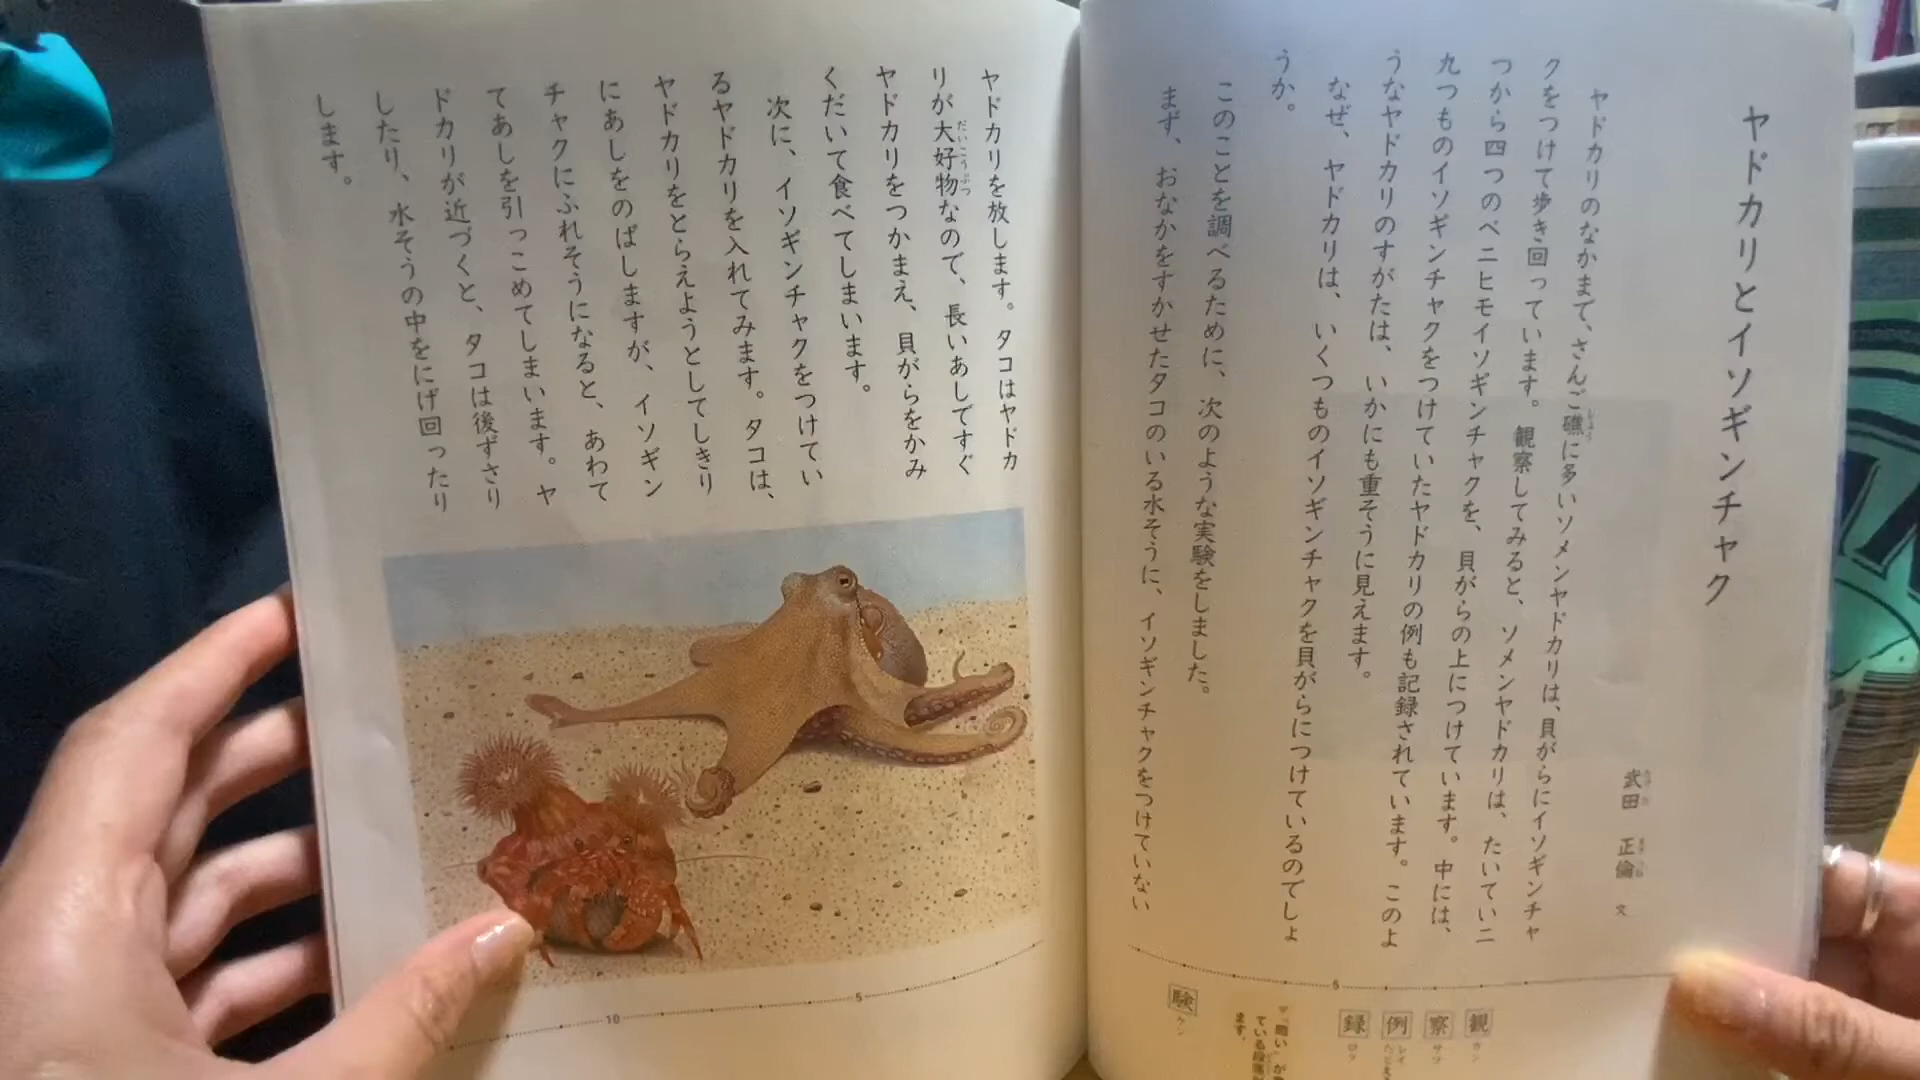 ヤドカリとイソギンチャク
武田 正倫 文
ヤドカリのなかまで、さんご礁に多いソメンヤドカリは、貝がらにイソギンチャ
クをつけて歩き回っています。観察してみると、ソメンヤドカリは、たいてい二
つから四つのベニヒモイソギンチャクを、貝がらの上につけています。中には、
九つものイソギンチャクをつけていたヤドカリの例も記録されています。このよ
うなヤドカリのすがたは、いかにも重そうに見えます。
なぜ、ヤドカリは、いくつものイソギンチャクを貝がらにつけているのでしょ
うか。
このことを調べるために、次のような実験をしました。
まず、おなかをすかせたタコのいる水そうに、イソギンチャクをつけていない
観 カン
察 サツ
例 レイ
録 ロク
験 ケン
5
ます。
ヤドカリを放します。タコはヤドカ
リが大好物なので、長いあしですぐ
ヤドカリをつかまえ、貝がらをかみ
くだいて食べてしまいます。
次に、イソギンチャクをつけてい
るヤドカリを入れてみます。タコは、
ヤドカリをとらえようとしてしきり
にあしをのばしますが、イソギン
チャクにふれそうになると、あわて
てあしを引っこめてしまいます。ヤ
ドカリが近づくと、タコは後ずさり
したり、水そうの中をにげ回ったり
します。
5
10